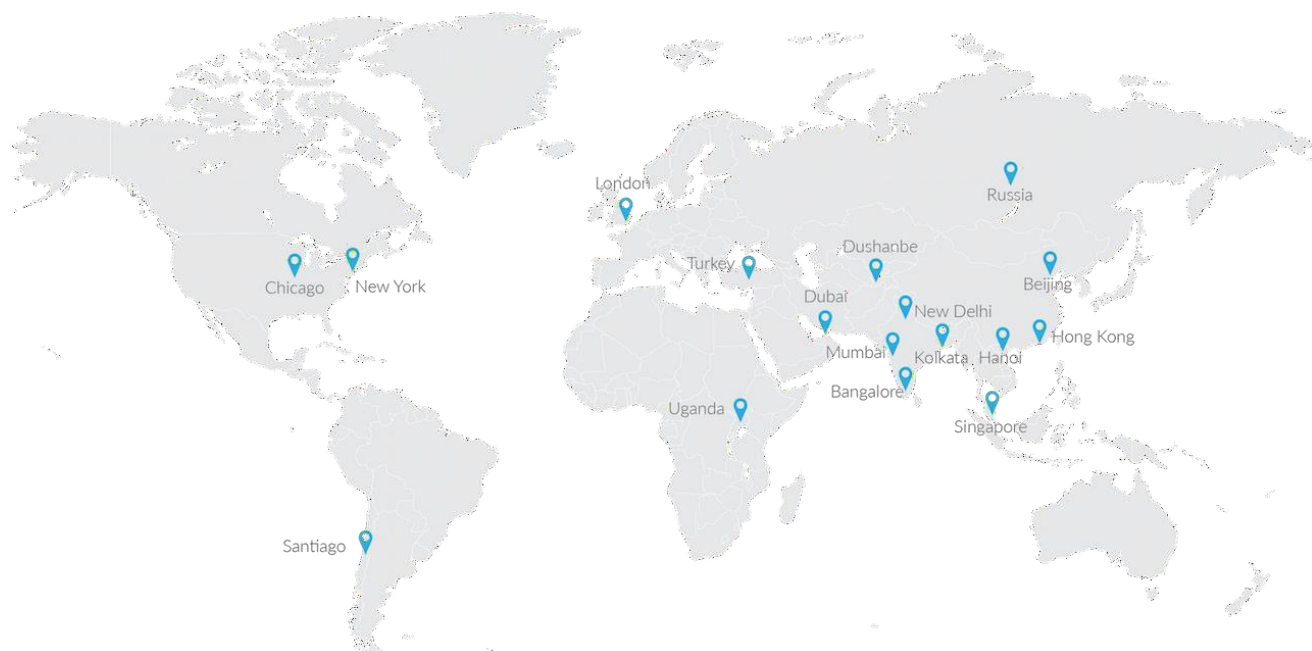 London
Russia
Dushanbe
Turkey
Beijing
Chicago
New York
Dubai
New Delhi
Hong Kong
Mumbai
Kolkata
Hanoi
Bangalore
Uganda
Singapore
Santiago